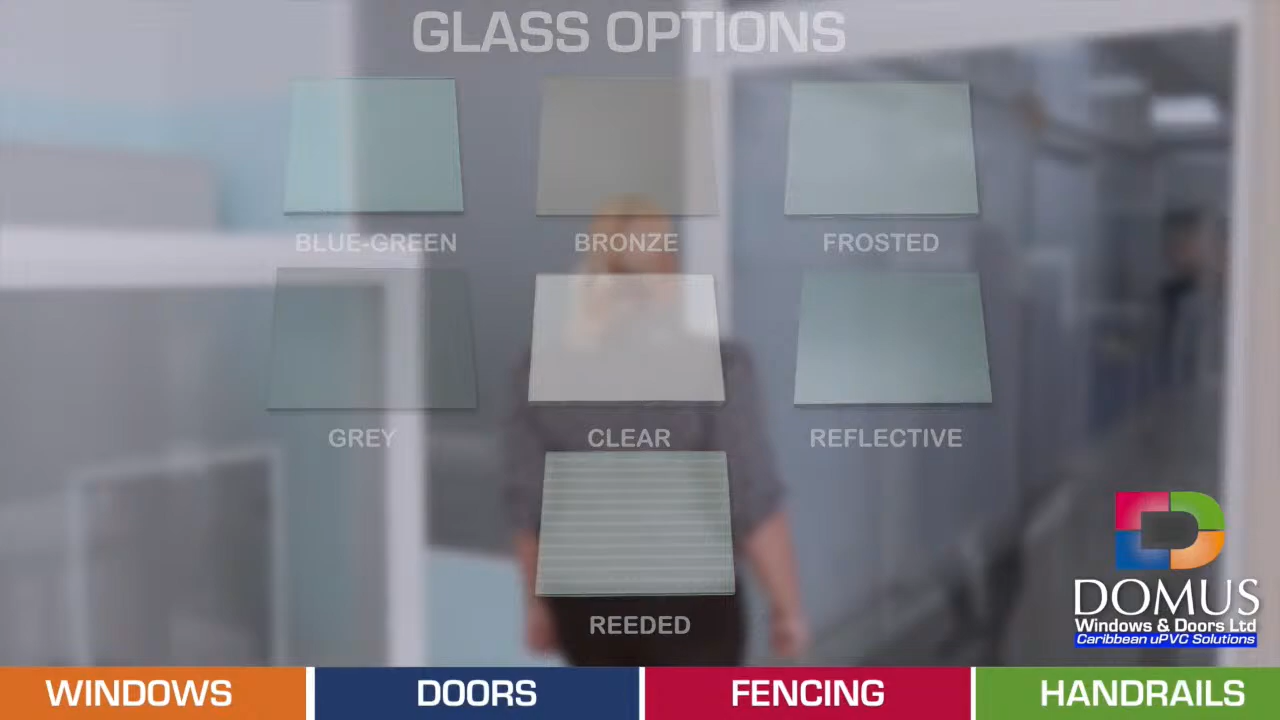 GLASS OPTIONS
BLUE-GREEN
BRONZE
FROSTED
GREY
CLEAR
REFLECTIVE
REEDED
DOMUS
Windows & Doors Ltd
Caribbean uPVC Solutions
WINDOWS
DOORS
FENCING
HANDRAILS